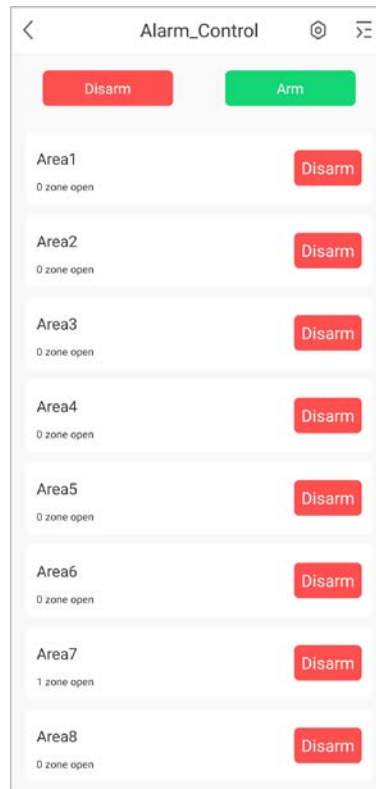 Alarm_Control
Disarm Arm
Area1
Disarm
0 zone open
Area2
Disarm
0 zone open
Area3
Disarm
0 zone open
Area4
Disarm
0 zone open
Area5
Disarm
0 zone open
Area6
Disarm
0 zone open
Area7
Disarm
1 zone open
Area8
Disarm
0 zone open